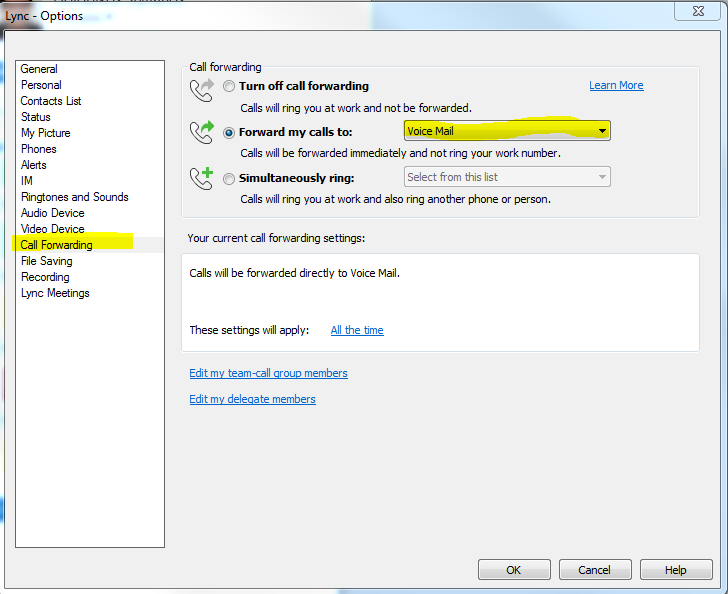 Lync - Options
General
Personal
Contacts List
Status
My Picture
Phones
Alerts
IM
Ringtones and Sounds
Audio Device
Video Device
Call Forwarding
File Saving
Recording
Lync Meetings
Call forwarding
Turn off call forwarding
Learn More
Calls will ring you at work and not be forwarded.
Forward my calls to:
Voice Mail
Calls will be forwarded immediately and not ring your work number.
Simultaneously ring:
Select from this list
Calls will ring you at work and also ring another phone or person.
Your current call forwarding settings:
Calls will be forwarded directly to Voice Mail.
These settings will apply:
All the time
Edit my team-call group members
Edit my delegate members
OK
Cancel
Help